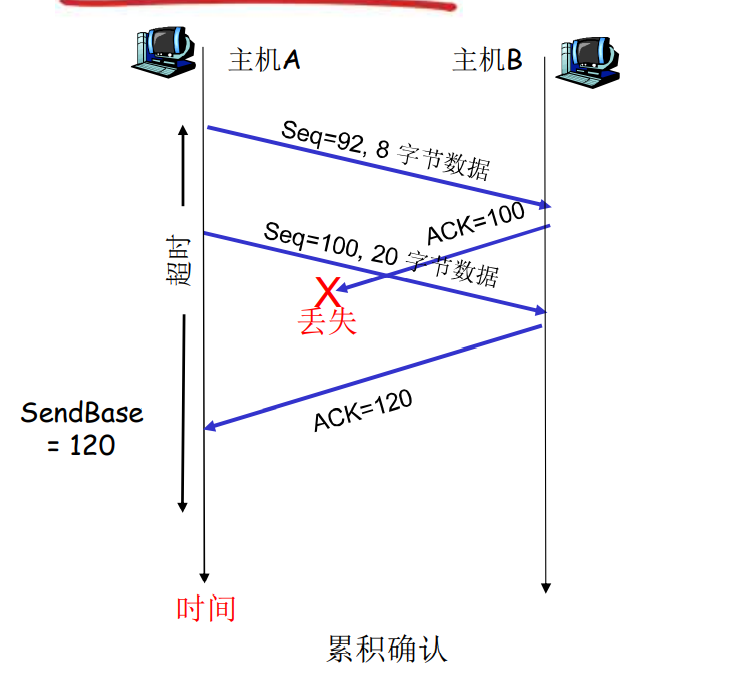 主机A
主机B
Seq=92, 8 字节数据
ACK=100
Seq=100, 20 字节数据
超时
X
丢失
ACK=120
SendBase
= 120
时间
累积确认